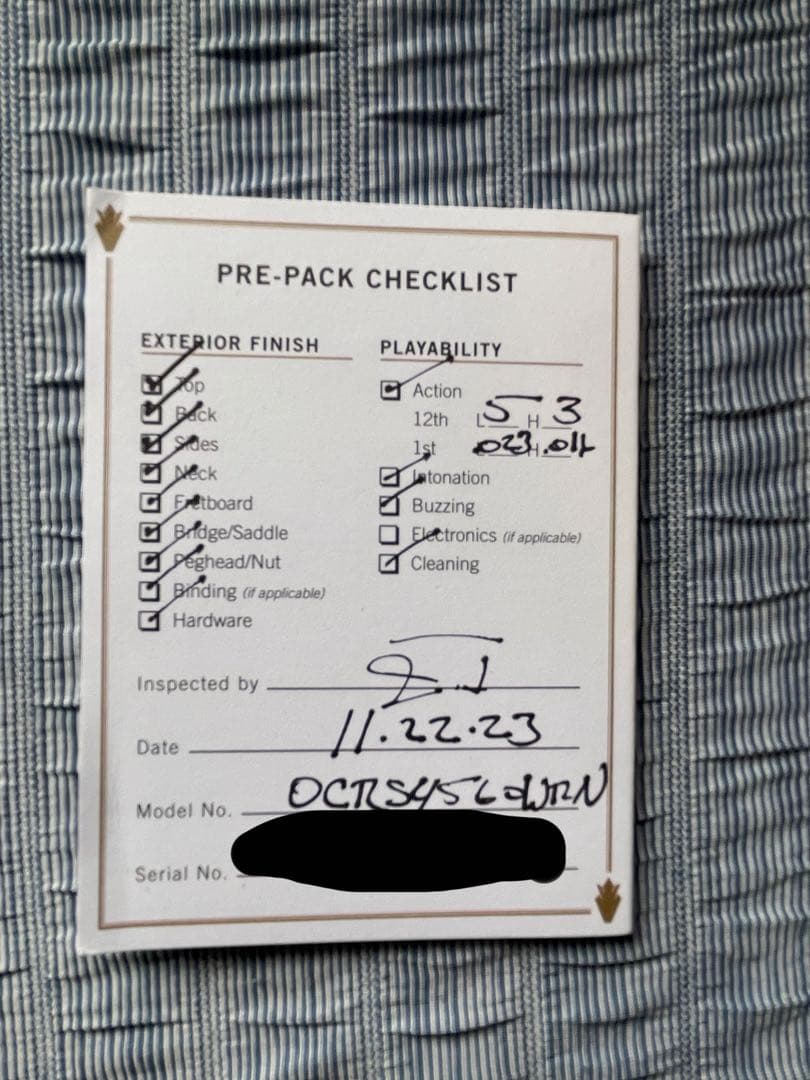 PRE-PACK CHECKLIST
EXTERIOR FINISH
Top
Back
Sides
Neck
Fretboard
Bridge/Saddle
Peghead/Nut
Binding (if applicable)
Hardware
PLAYABILITY
Action
12th L 5 H 3
1st .023 H .014
Intonation
Buzzing
Electronics (if applicable)
Cleaning
Inspected by
Date 11.22.23
Model No.
Serial No.